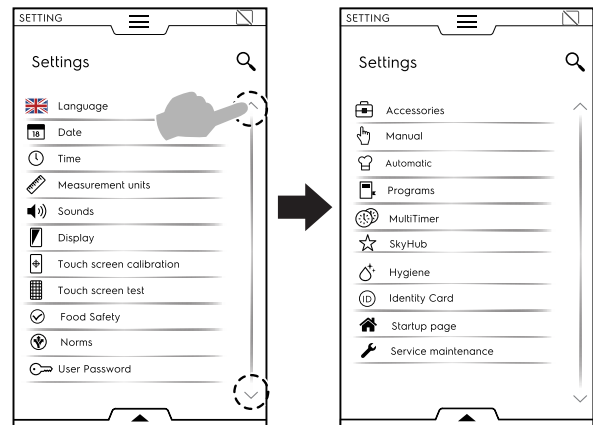 SETTING
Settings
Language
18 Date
Time
Measurement units
Sounds
Display
Touch screen calibration
Touch screen test
Food Safety
Norms
User Password
SETTING
Settings
Accessories
Manual
Automatic
Programs
MultiTimer
SkyHub
Hygiene
ID Identity Card
Startup page
Service maintenance